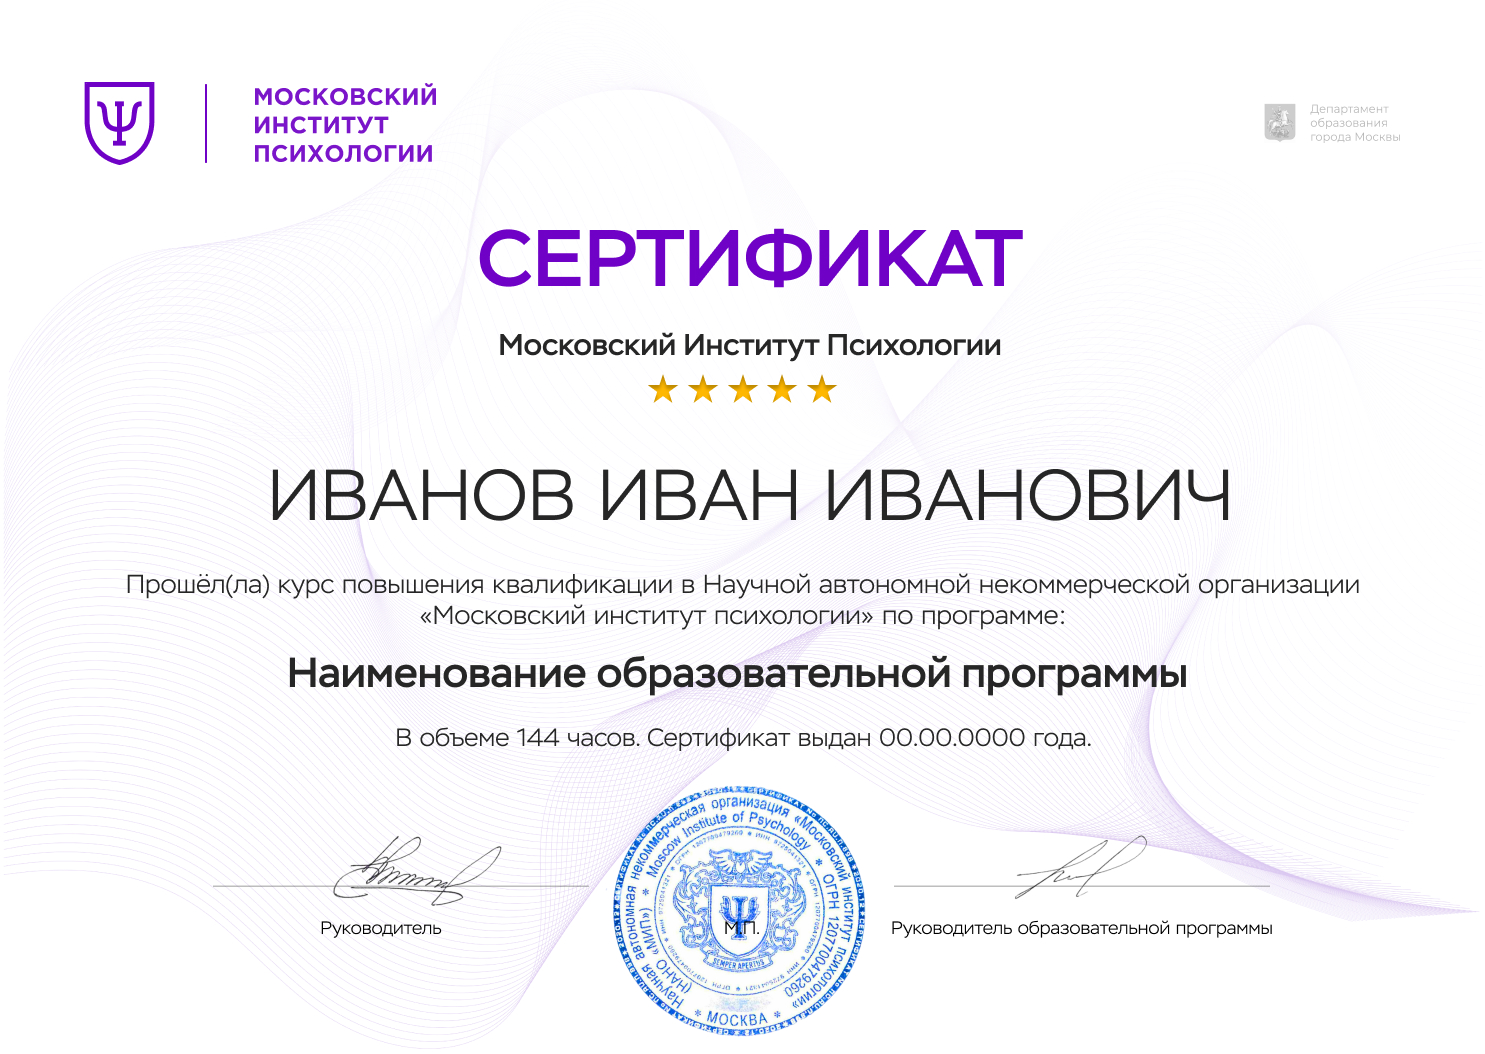 МОСКОВСКИЙ
ИНСТИТУТ
ПСИХОЛОГИИ
Департамент
образования
города Москвы
СЕРТИФИКАТ
Московский Институт Психологии
ИВАНОВ ИВАН ИВАНОВИЧ
Прошёл(ла) курс повышения квалификации в Научной автономной некоммерческой организации
«Московский институт психологии» по программе:
Наименование образовательной программы
В объеме 144 часов. Сертификат выдан 00.00.0000 года.
Руководитель
М.П.
Руководитель образовательной программы
Научная автономная некоммерческая организация «Московский институт психологии»
(НАНО «МИП») * Moscow Institute of Psychology * ОГРН 1207700479260
SEMPER APERTUS
* МОСКВА *